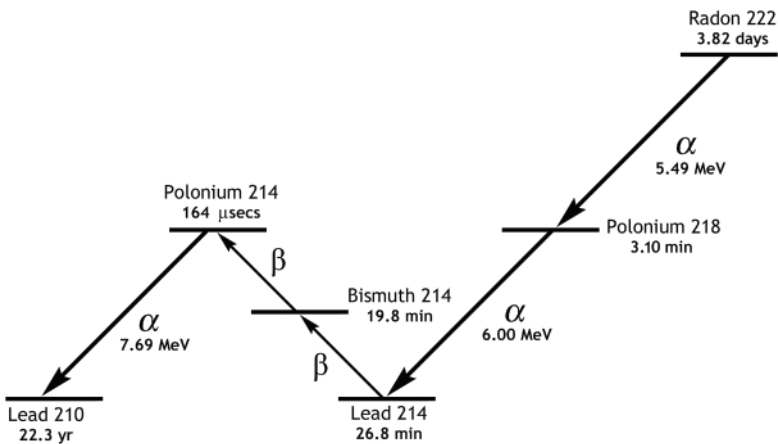 Radon 222
3.82 days
α
5.49 MeV
Polonium 214
164 μsecs
Polonium 218
3.10 min
β
Bismuth 214
19.8 min
α
7.69 MeV
α
6.00 MeV
β
Lead 210
22.3 yr
Lead 214
26.8 min